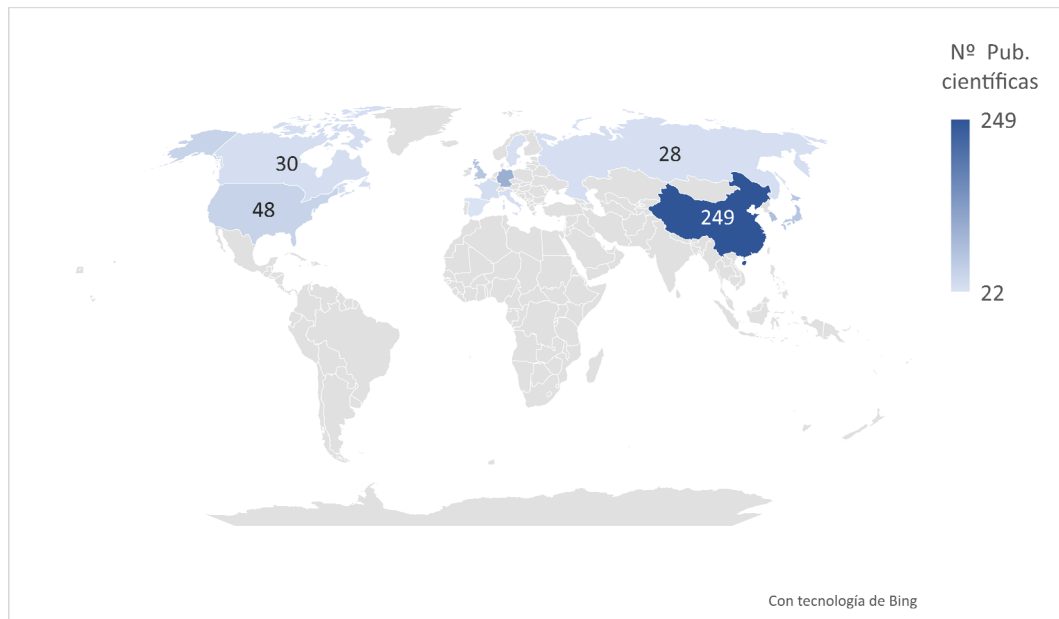 Nº Pub.
científicas
249
22
30
48
28
249
Con tecnología de Bing